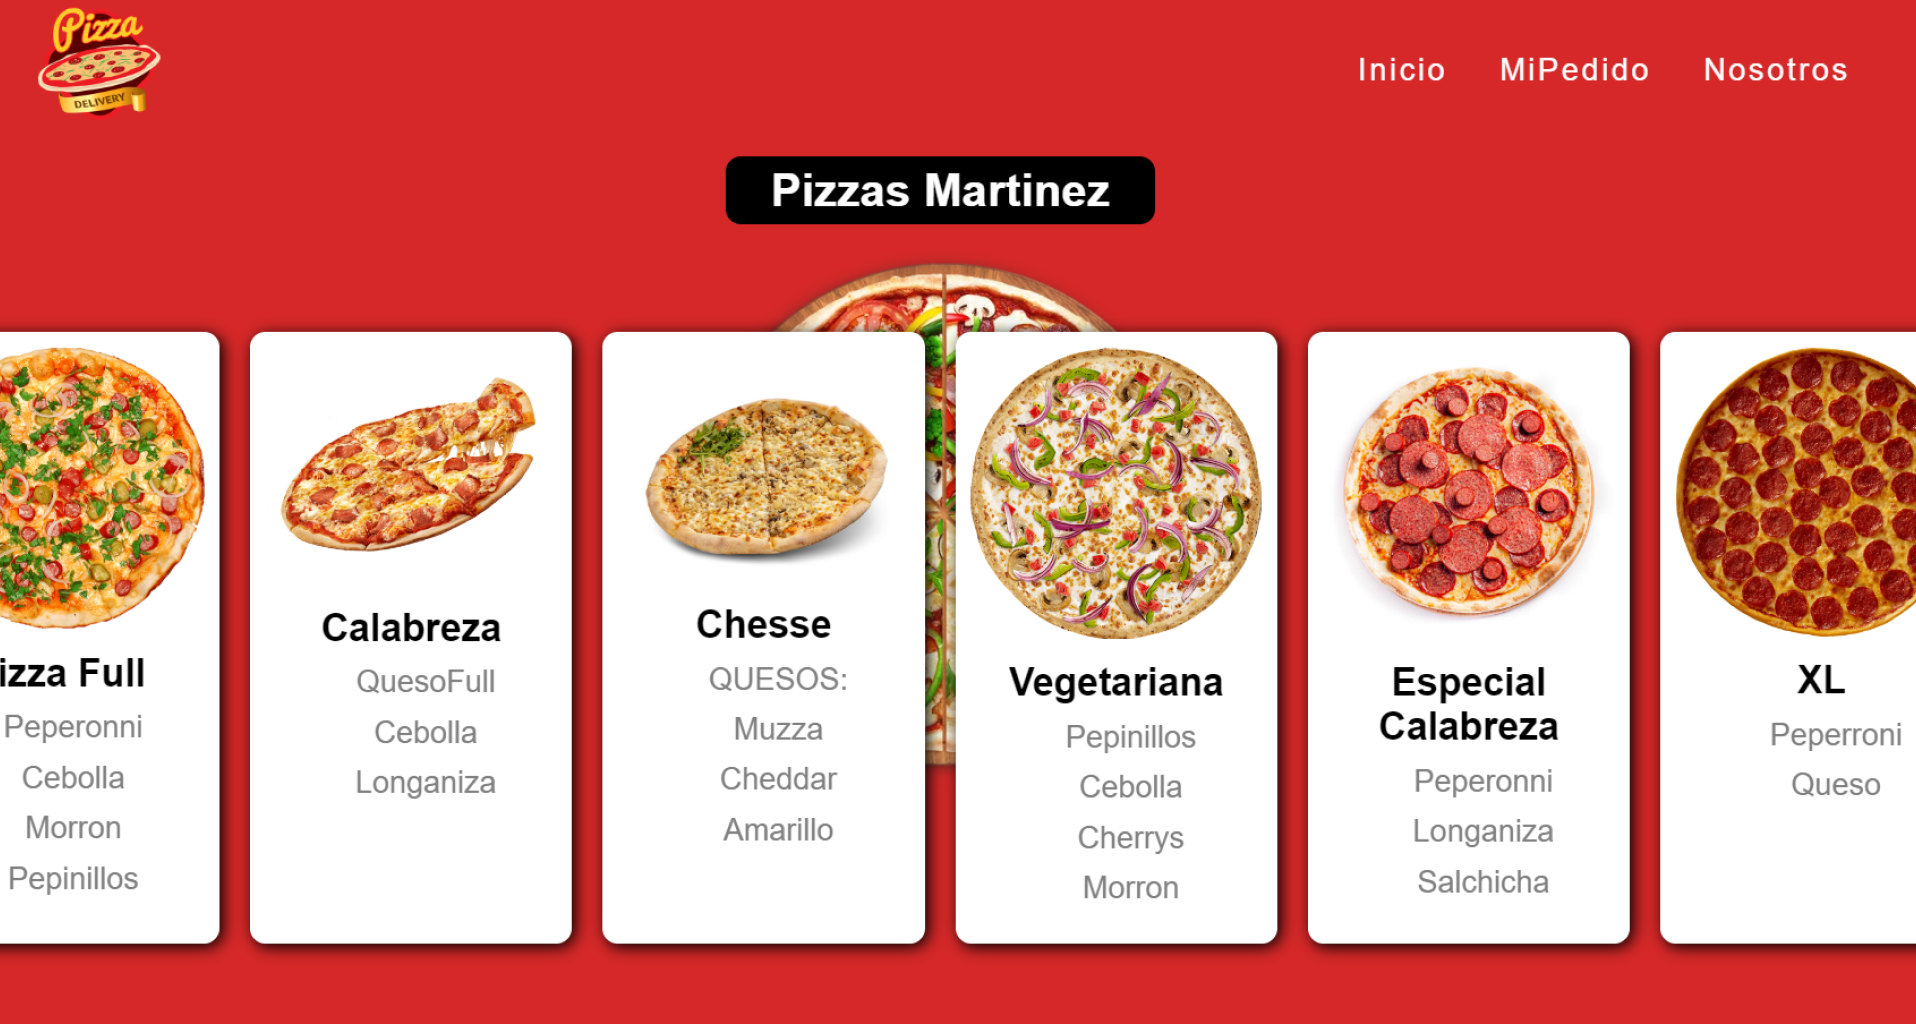 Pizza
DELIVERY
Inicio
MiPedido
Nosotros
Pizzas Martinez
izza Full
Peperonni
Cebolla
Morron
Pepinillos
Calabreza
QuesoFull
Cebolla
Longaniza
Chesse
QUESOS:
Muzza
Cheddar
Amarillo
Vegetariana
Pepinillos
Cebolla
Cherrys
Morron
Especial
Calabreza
Peperonni
Longaniza
Salchicha
XL
Peperroni
Queso